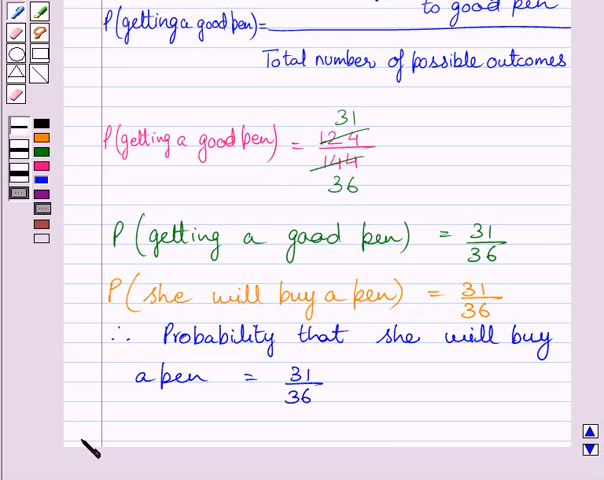 to good pen
P(getting a good pen)=
Total number of possible outcomes
31
P(getting a good pen) = 124/144
36
P(getting a good pen) = 31/36
P(she will buy a pen) = 31/36
∴ Probability that she will buy
a pen = 31/36